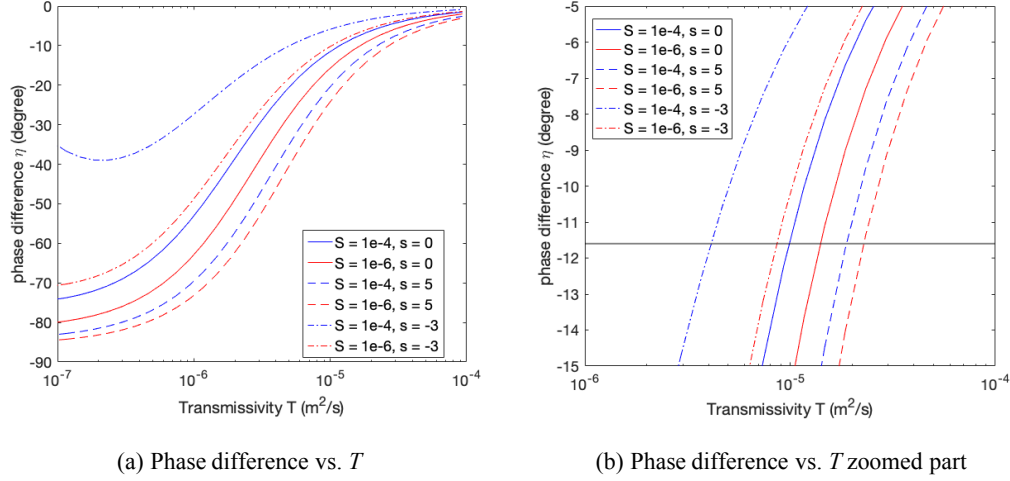 0
-10
-20
-30
-40
-50
-60
-70
-80
-90
phase difference η (degree)
S = 1e-4, s = 0
S = 1e-6, s = 0
S = 1e-4, s = 5
S = 1e-6, s = 5
S = 1e-4, s = -3
S = 1e-6, s = -3
10^-7 10^-6 10^-5 10^-4
Transmissivity T (m²/s)
(a) Phase difference vs. T
-5
-6
-7
-8
-9
-10
-11
-12
-13
-14
-15
phase difference η (degree)
S = 1e-4, s = 0
S = 1e-6, s = 0
S = 1e-4, s = 5
S = 1e-6, s = 5
S = 1e-4, s = -3
S = 1e-6, s = -3
10^-6 10^-5 10^-4
Transmissivity T (m²/s)
(b) Phase difference vs. T zoomed part